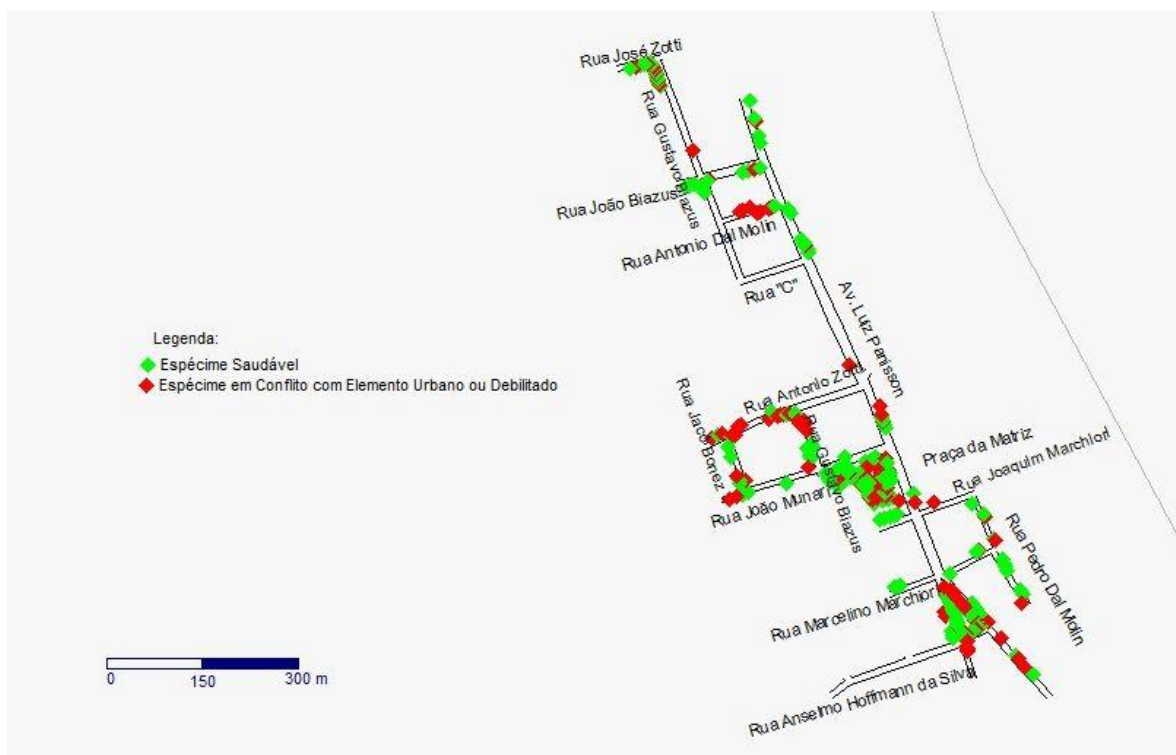 Rua José Zotti
Rua Gustavo Biazus
Rua João Biazus
Rua Antonio Dal Molin
Rua "C"
Av. Luiz Panisson
Legenda:
Espécime Saudável
Espécime em Conflito com Elemento Urbano ou Debilitado
Rua Antonio Zotti
Rua Jacó Bonez
Rua Gustavo Biazus
Praça da Matriz
Rua Joaquim Marchiori
Rua João Munari
Rua Pedro Dal Molin
Rua Marcelino Marchiori
Rua Anselmo Hoffmann da Silva
0 150 300 m